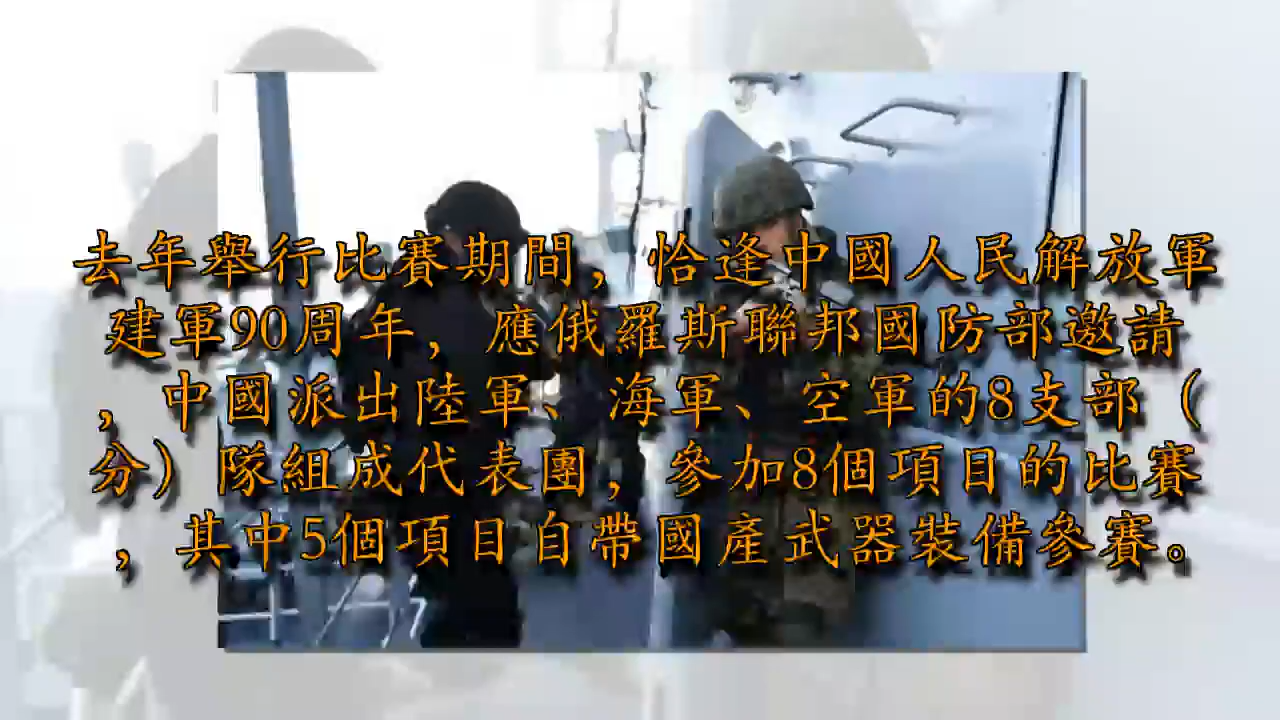 去年舉行比賽期間，恰逢中國人民解放軍
建軍90周年，應俄羅斯聯邦國防部邀請
，中國派出陸軍、海軍、空軍的8支部（
分）隊組成代表團，參加8個項目的比賽
，其中5個項目自帶國產武器裝備參賽。